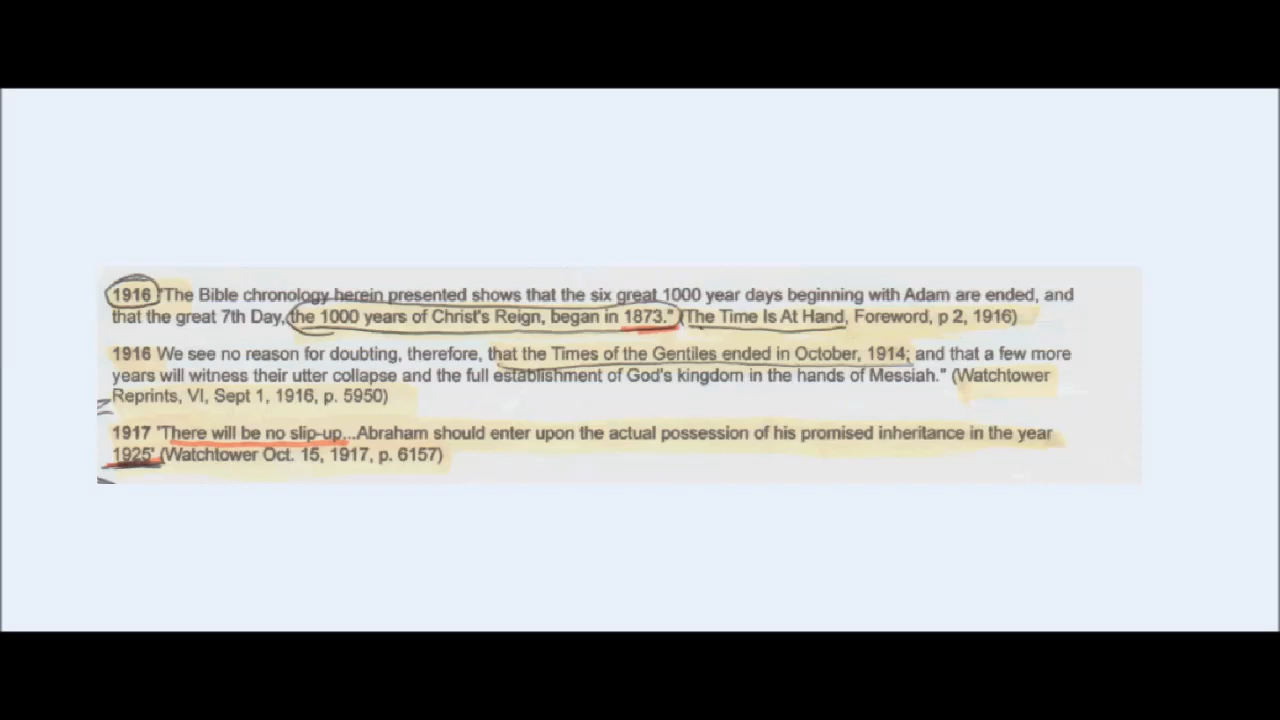 1916 "The Bible chronology herein presented shows that the six great 1000 year days beginning with Adam are ended, and
that the great 7th Day, the 1000 years of Christ's Reign, began in 1873." (The Time Is At Hand, Foreword, p 2, 1916)
1916 We see no reason for doubting, therefore, that the Times of the Gentiles ended in October, 1914; and that a few more
years will witness their utter collapse and the full establishment of God's kingdom in the hands of Messiah." (Watchtower
Reprints, VI, Sept 1, 1916, p. 5950)
1917 'There will be no slip-up...Abraham should enter upon the actual possession of his promised inheritance in the year
1925' (Watchtower Oct. 15, 1917, p. 6157)